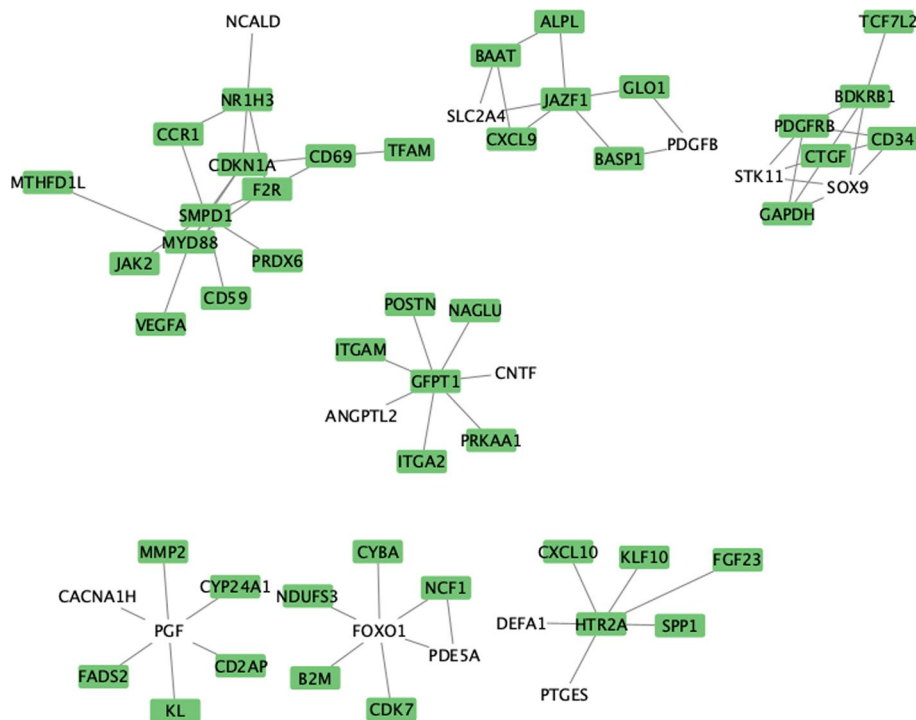 NCALD
NR1H3
CCR1
CDKN1A
CD69
TFAM
MTHFD1L
F2R
SMPD1
MYD88
JAK2
PRDX6
CD59
VEGFA
ALPL
BAAT
GLO1
SLC2A4
JAZF1
CXCL9
BASP1
PDGFB
TCF7L2
BDKRB1
PDGFRB
CD34
CTGF
STK11
SOX9
GAPDH
POSTN
NAGLU
ITGAM
GFPT1
CNTF
ANGPTL2
PRKAA1
ITGA2
MMP2
CYP24A1
CACNA1H
PGF
FADS2
CD2AP
KL
CYBA
NDUFS3
NCF1
FOXO1
PDE5A
B2M
CDK7
CXCL10
KLF10
FGF23
DEFA1
HTR2A
SPP1
PTGES